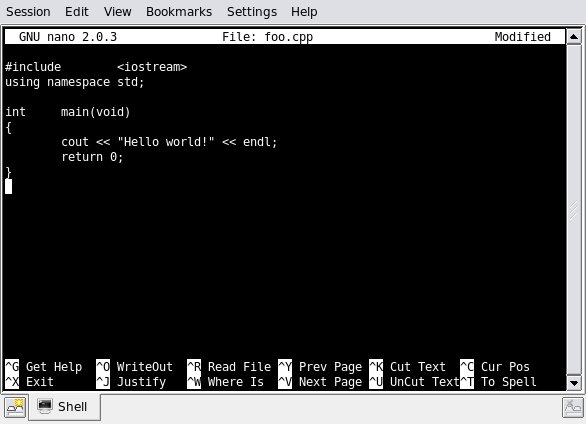 Session Edit View Bookmarks Settings Help
GNU nano 2.0.3 File: foo.cpp Modified
#include <iostream>
using namespace std;
int main(void)
{
cout << "Hello world!" << endl;
return 0;
}
^G Get Help ^O WriteOut ^R Read File ^Y Prev Page ^K Cut Text ^C Cur Pos
^X Exit ^J Justify ^W Where Is ^V Next Page ^U UnCut Text ^T To Spell
Shell